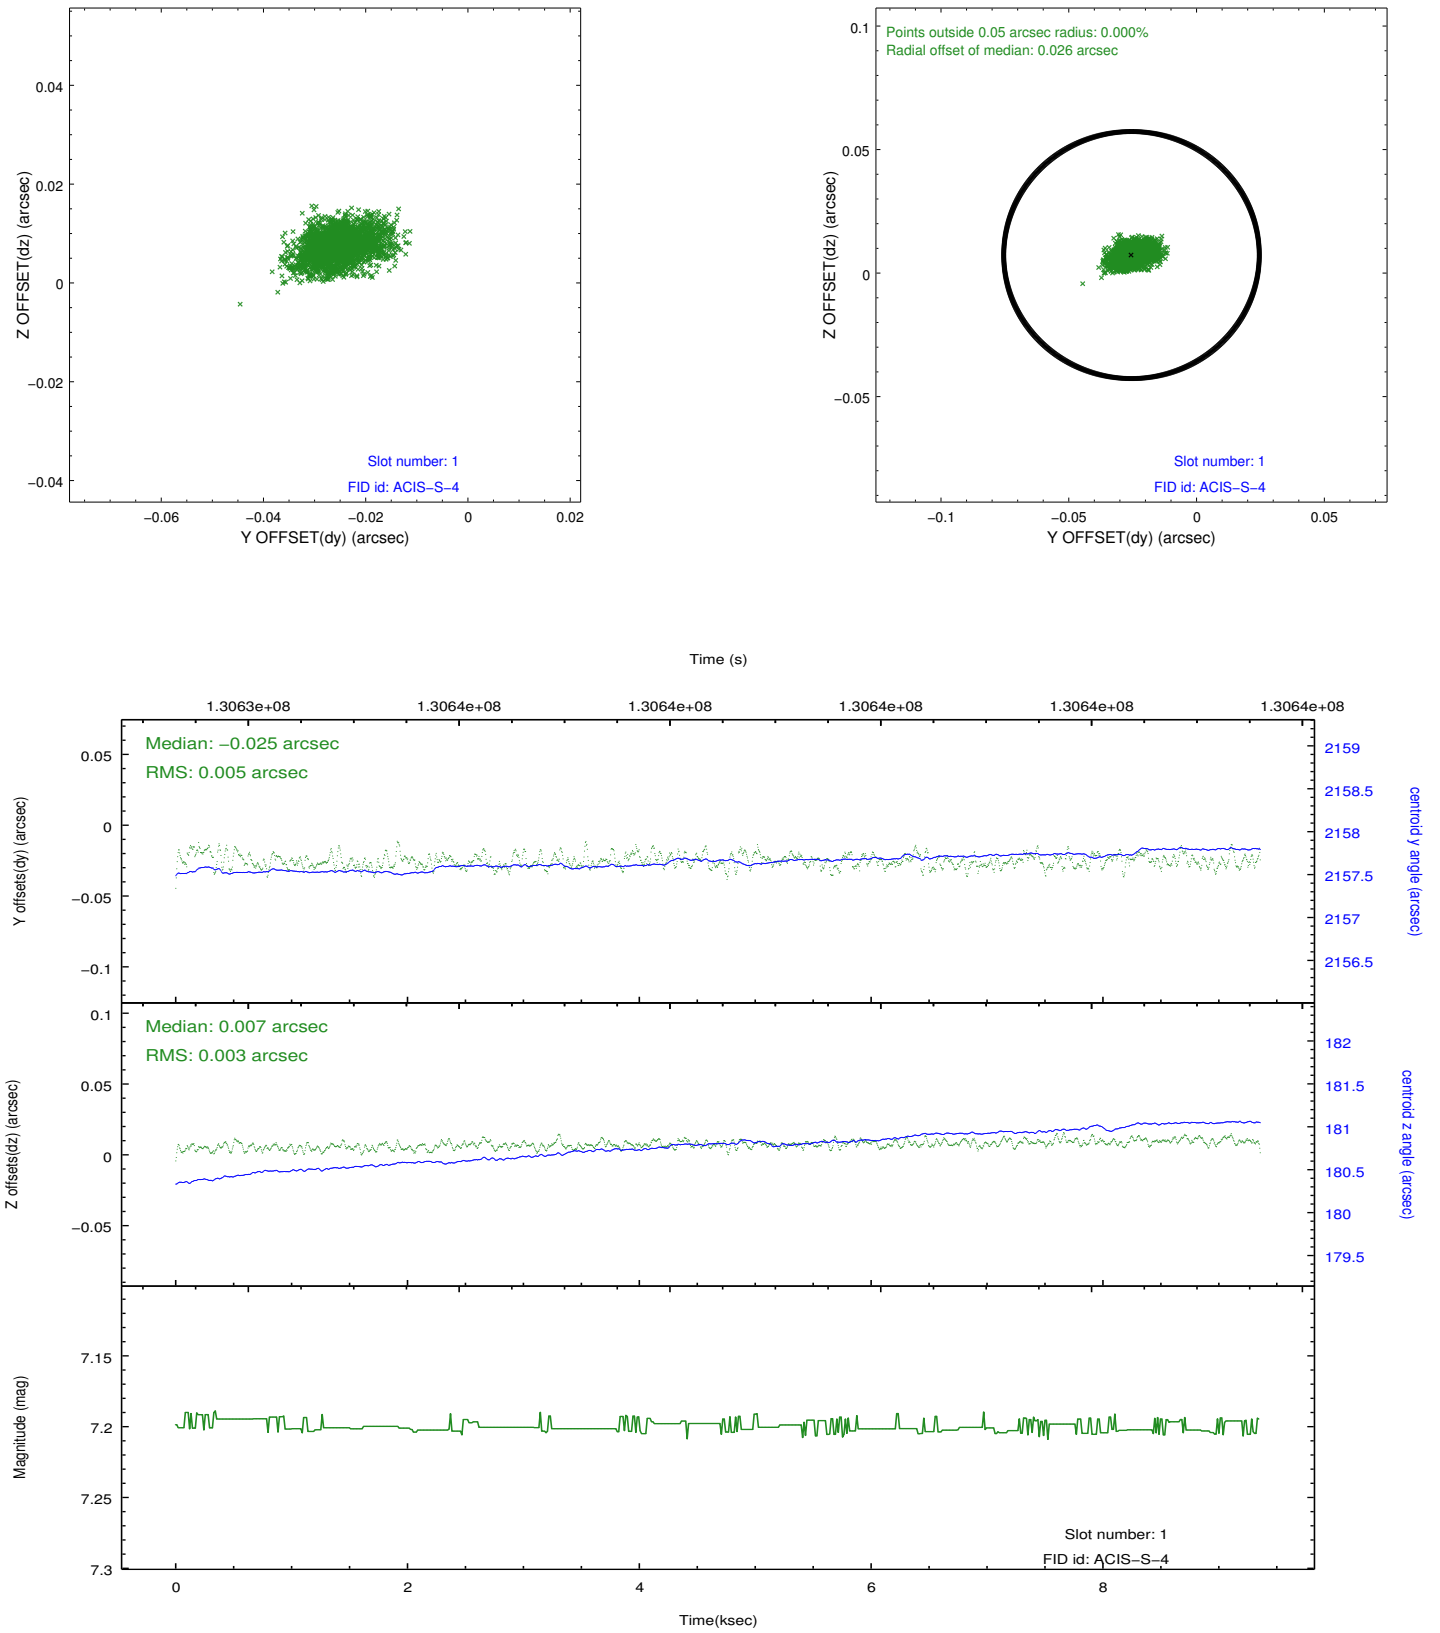 0.04
0.02
0
−0.02
−0.04
Z OFFSET(dz) (arcsec)
Slot number: 1
FID id: ACIS−S−4
−0.06
−0.04
−0.02
0
0.02
Y OFFSET(dy) (arcsec)
Points outside 0.05 arcsec radius: 0.000%
Radial offset of median: 0.026 arcsec
0.1
0.05
0
−0.05
Z OFFSET(dz) (arcsec)
Slot number: 1
FID id: ACIS−S−4
−0.1
−0.05
0
0.05
Y OFFSET(dy) (arcsec)
Time (s)
1.3063e+08
1.3064e+08
1.3064e+08
1.3064e+08
1.3064e+08
1.3064e+08
Median: −0.025 arcsec
RMS: 0.005 arcsec
0.05
0
−0.05
−0.1
Y offsets(dy) (arcsec)
2159
2158.5
2158
2157.5
2157
2156.5
centroid y angle (arcsec)
Median: 0.007 arcsec
RMS: 0.003 arcsec
0.1
0.05
0
−0.05
Z offsets(dz) (arcsec)
182
181.5
181
180.5
180
179.5
centroid z angle (arcsec)
7.15
7.2
7.25
7.3
Magnitude (mag)
Slot number: 1
FID id: ACIS−S−4
0
2
4
6
8
Time(ksec)